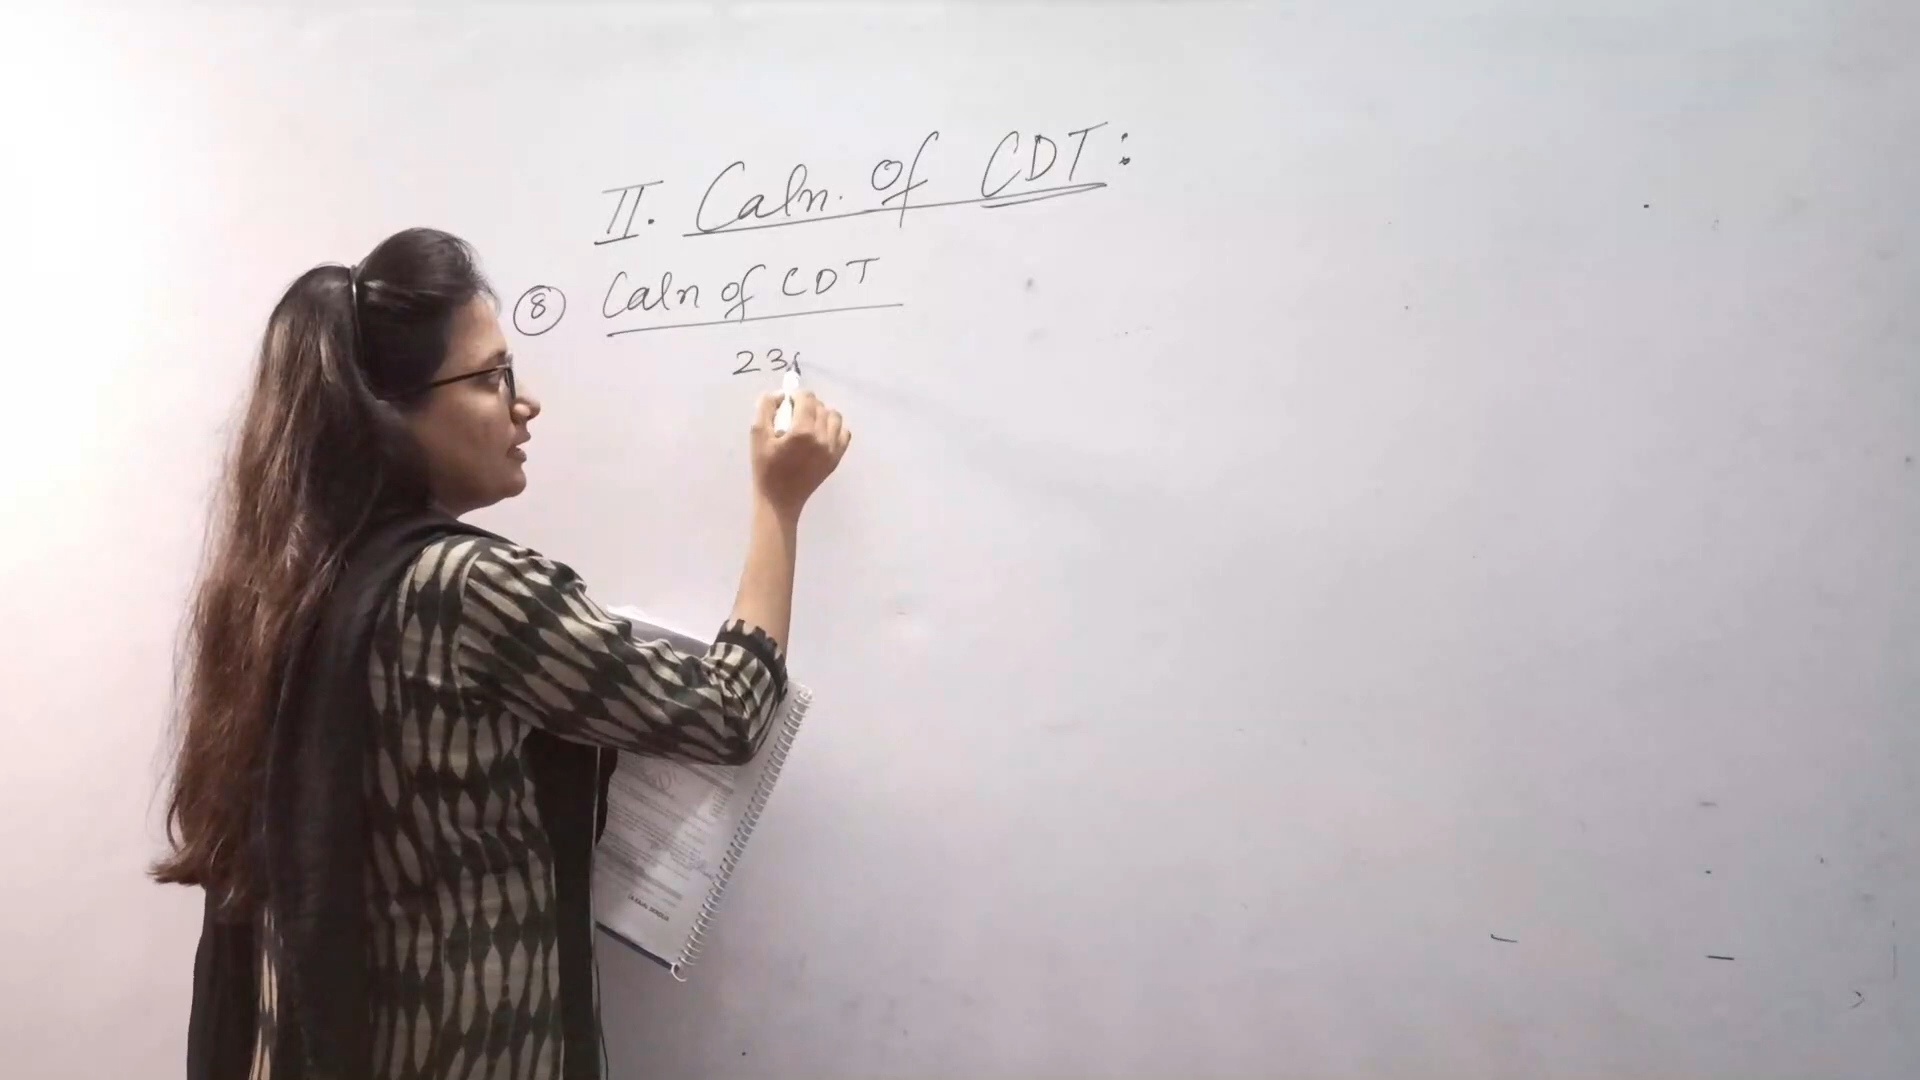 II. Caln. of CDT:
⑧ Caln of CDT
23